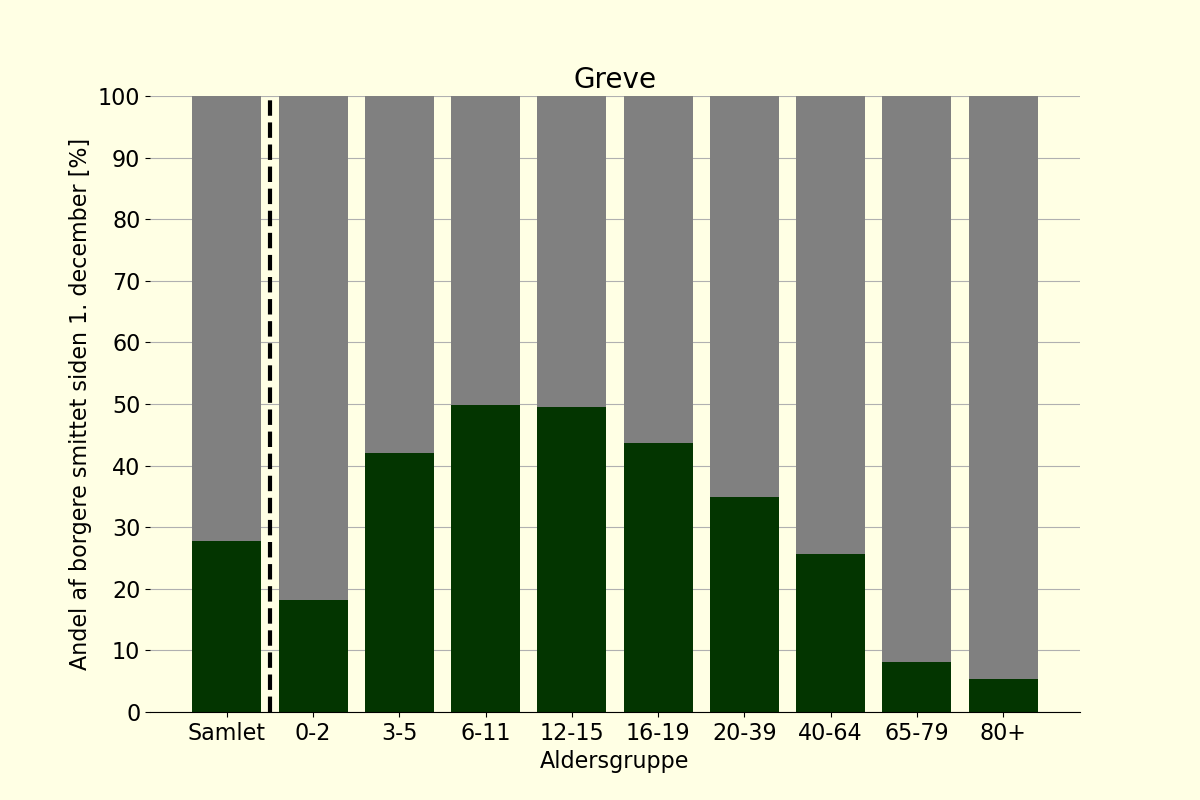 Greve
Andel af borgere smittet siden 1. december [%]
100
90
80
70
60
50
40
30
20
10
0
Samlet 0-2 3-5 6-11 12-15 16-19 20-39 40-64 65-79 80+
Aldersgruppe